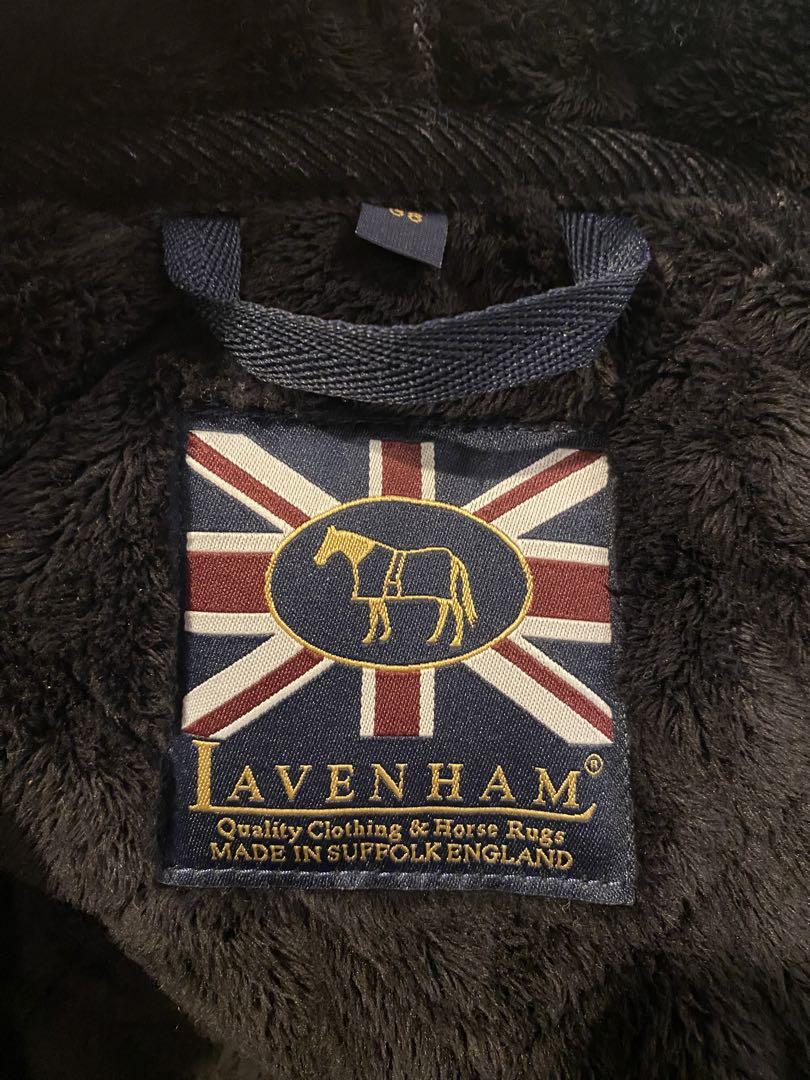 LAVENHAM®
Quality Clothing & Horse Rugs
MADE IN SUFFOLK ENGLAND